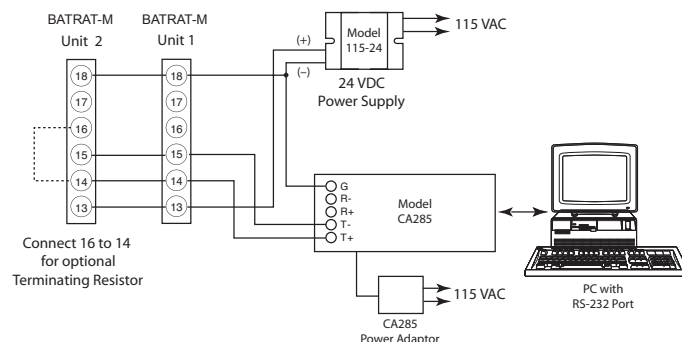 BATRAT-M
Unit 2
BATRAT-M
Unit 1
18
17
16
15
14
13
18
17
16
15
14
13
Connect 16 to 14
for optional
Terminating Resistor
(+)
(–)
Model
115-24
115 VAC
24 VDC
Power Supply
G
R-
R+
T-
T+
Model
CA285
115 VAC
CA285
Power Adaptor
PC with
RS-232 Port